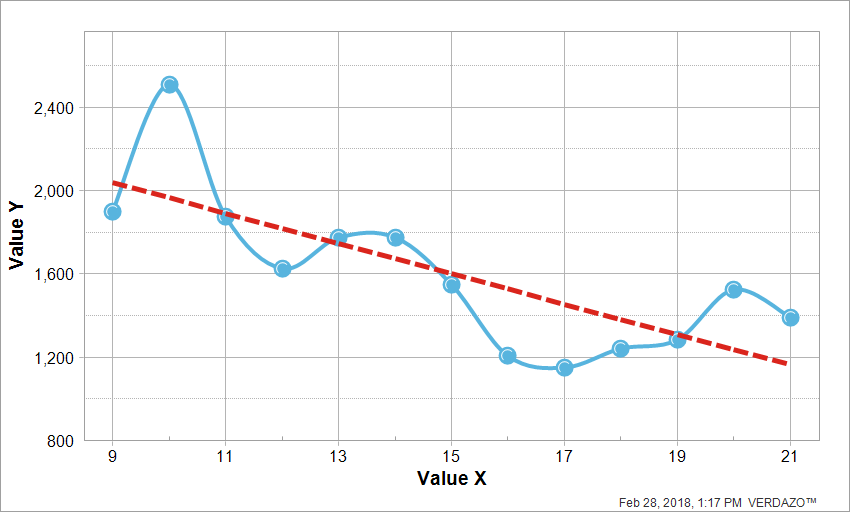 Value Y
2,400
2,000
1,600
1,200
800
9 11 13 15 17 19 21
Value X
Feb 28, 2018, 1:17 PM VERDAZO™